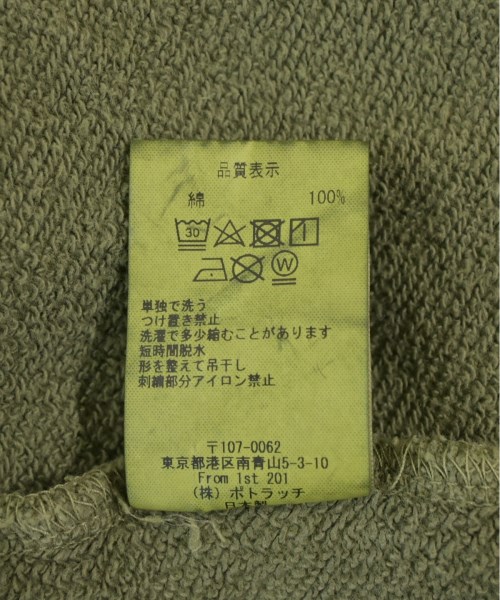 品質表示
綿 100%
30
W
単独で洗う
つけ置き禁止
洗濯で多少縮むことがあります
短時間脱水
形を整えて吊干し
刺繍部分アイロン禁止
〒107-0062
東京都港区南青山5-3-10
From 1st 201
(株) ポトラッチ
日本製